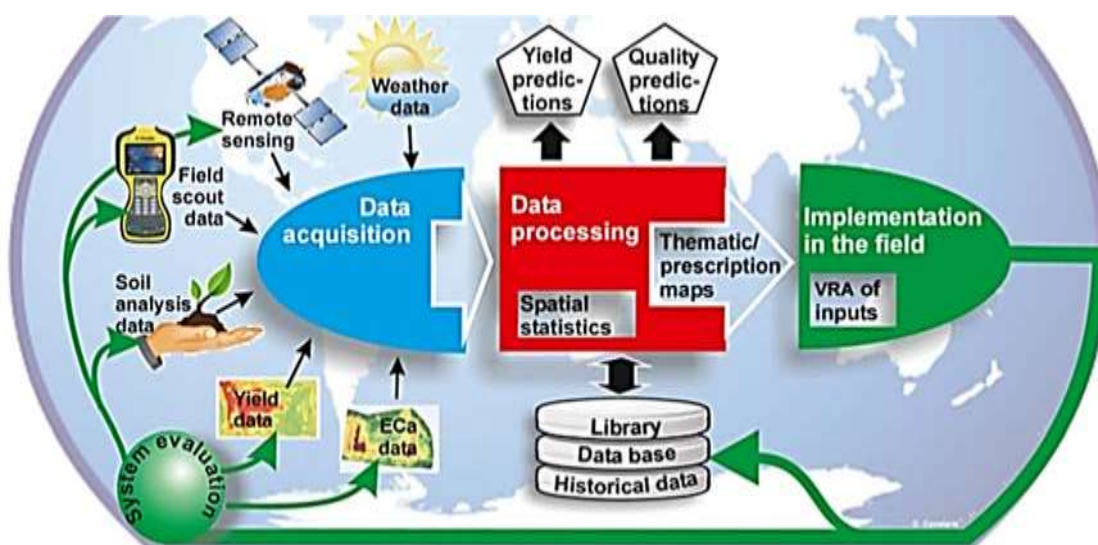 Remote
sensing
Weather
data
Yield
predic-
tions
Quality
predic-
tions
Field
scout
data
Data
acquisition
Data
processing
Thematic/
prescription
maps
Spatial
statistics
Implementation
in the field
VRA of
inputs
Soil
analysis
data
Yield
data
ECa
data
Library
Data base
Historical data
System evaluation